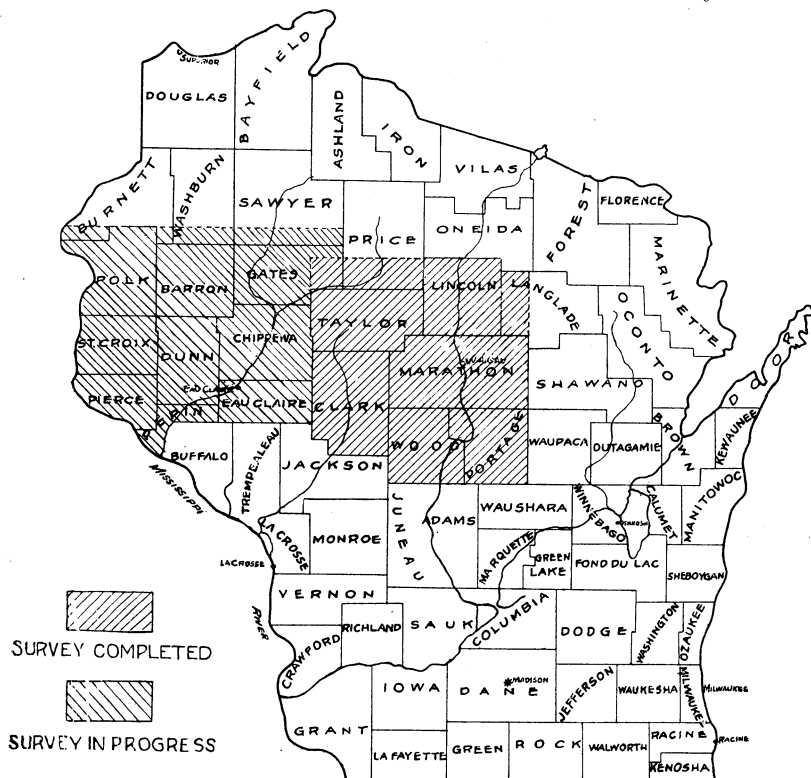 SUPERIOR
DOUGLAS
BAYFIELD
ASHLAND
IRON
VILAS
BURNETT
WASHBURN
SAWYER
PRICE
ONEIDA
FOREST
FLORENCE
MARINETTE
POLK
BARRON
GATES
LINCOLN
LANGLADE
OCONTO
TAYLOR
ST. CROIX
DUNN
CHIPPEWA
WAUSAU
MARATHON
SHAWANO
DOOR
PIERCE
EAU CLAIRE
PEPIN
EAU CLAIRE
CLARK
WOOD
PORTAGE
WAUPACA
OUTAGAMIE
BROWN
KEWAUNEE
BUFFALO
TREMPEALEAU
JACKSON
MISSISSIPPI
RIVER
JUNEAU
ADAMS
WAUSHARA
WINNEBAGO
OSHKOSH
CALUMET
MANITOWOC
LA CROSSE
LACROSSE
MONROE
MARQUETTE
GREEN
LAKE
FOND DU LAC
SHEBOYGAN
VERNON
CRAWFORD
RICHLAND
SAUK
COLUMBIA
DODGE
WASHINGTON
OZAUKEE
IOWA
DANE
MADISON
JEFFERSON
WAUKESHA
MILWAUKEE
MILWAUKEE
GRANT
LA FAYETTE
GREEN
ROCK
WALWORTH
RACINE
RACINE
KENOSHA
SURVEY COMPLETED
SURVEY IN PROGRESS